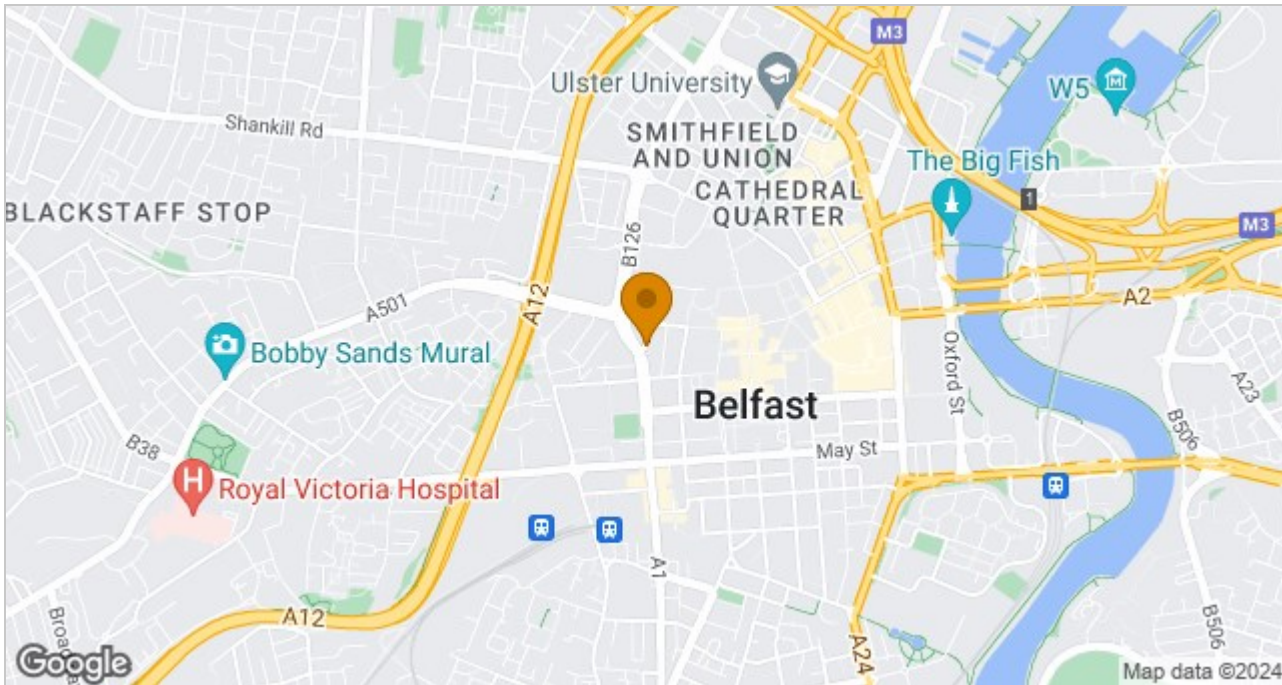 M3
Ulster University
W5
Shankill Rd
SMITHFIELD
AND UNION
The Big Fish
CATHEDRAL
QUARTER
BLACKSTAFF STOP
1
M3
B126
A501
A12
A2
Bobby Sands Mural
Oxford St
A23
Belfast
B506
B38
May St
Royal Victoria Hospital
H
A1
A12
B506
A24
Google
Map data ©2024